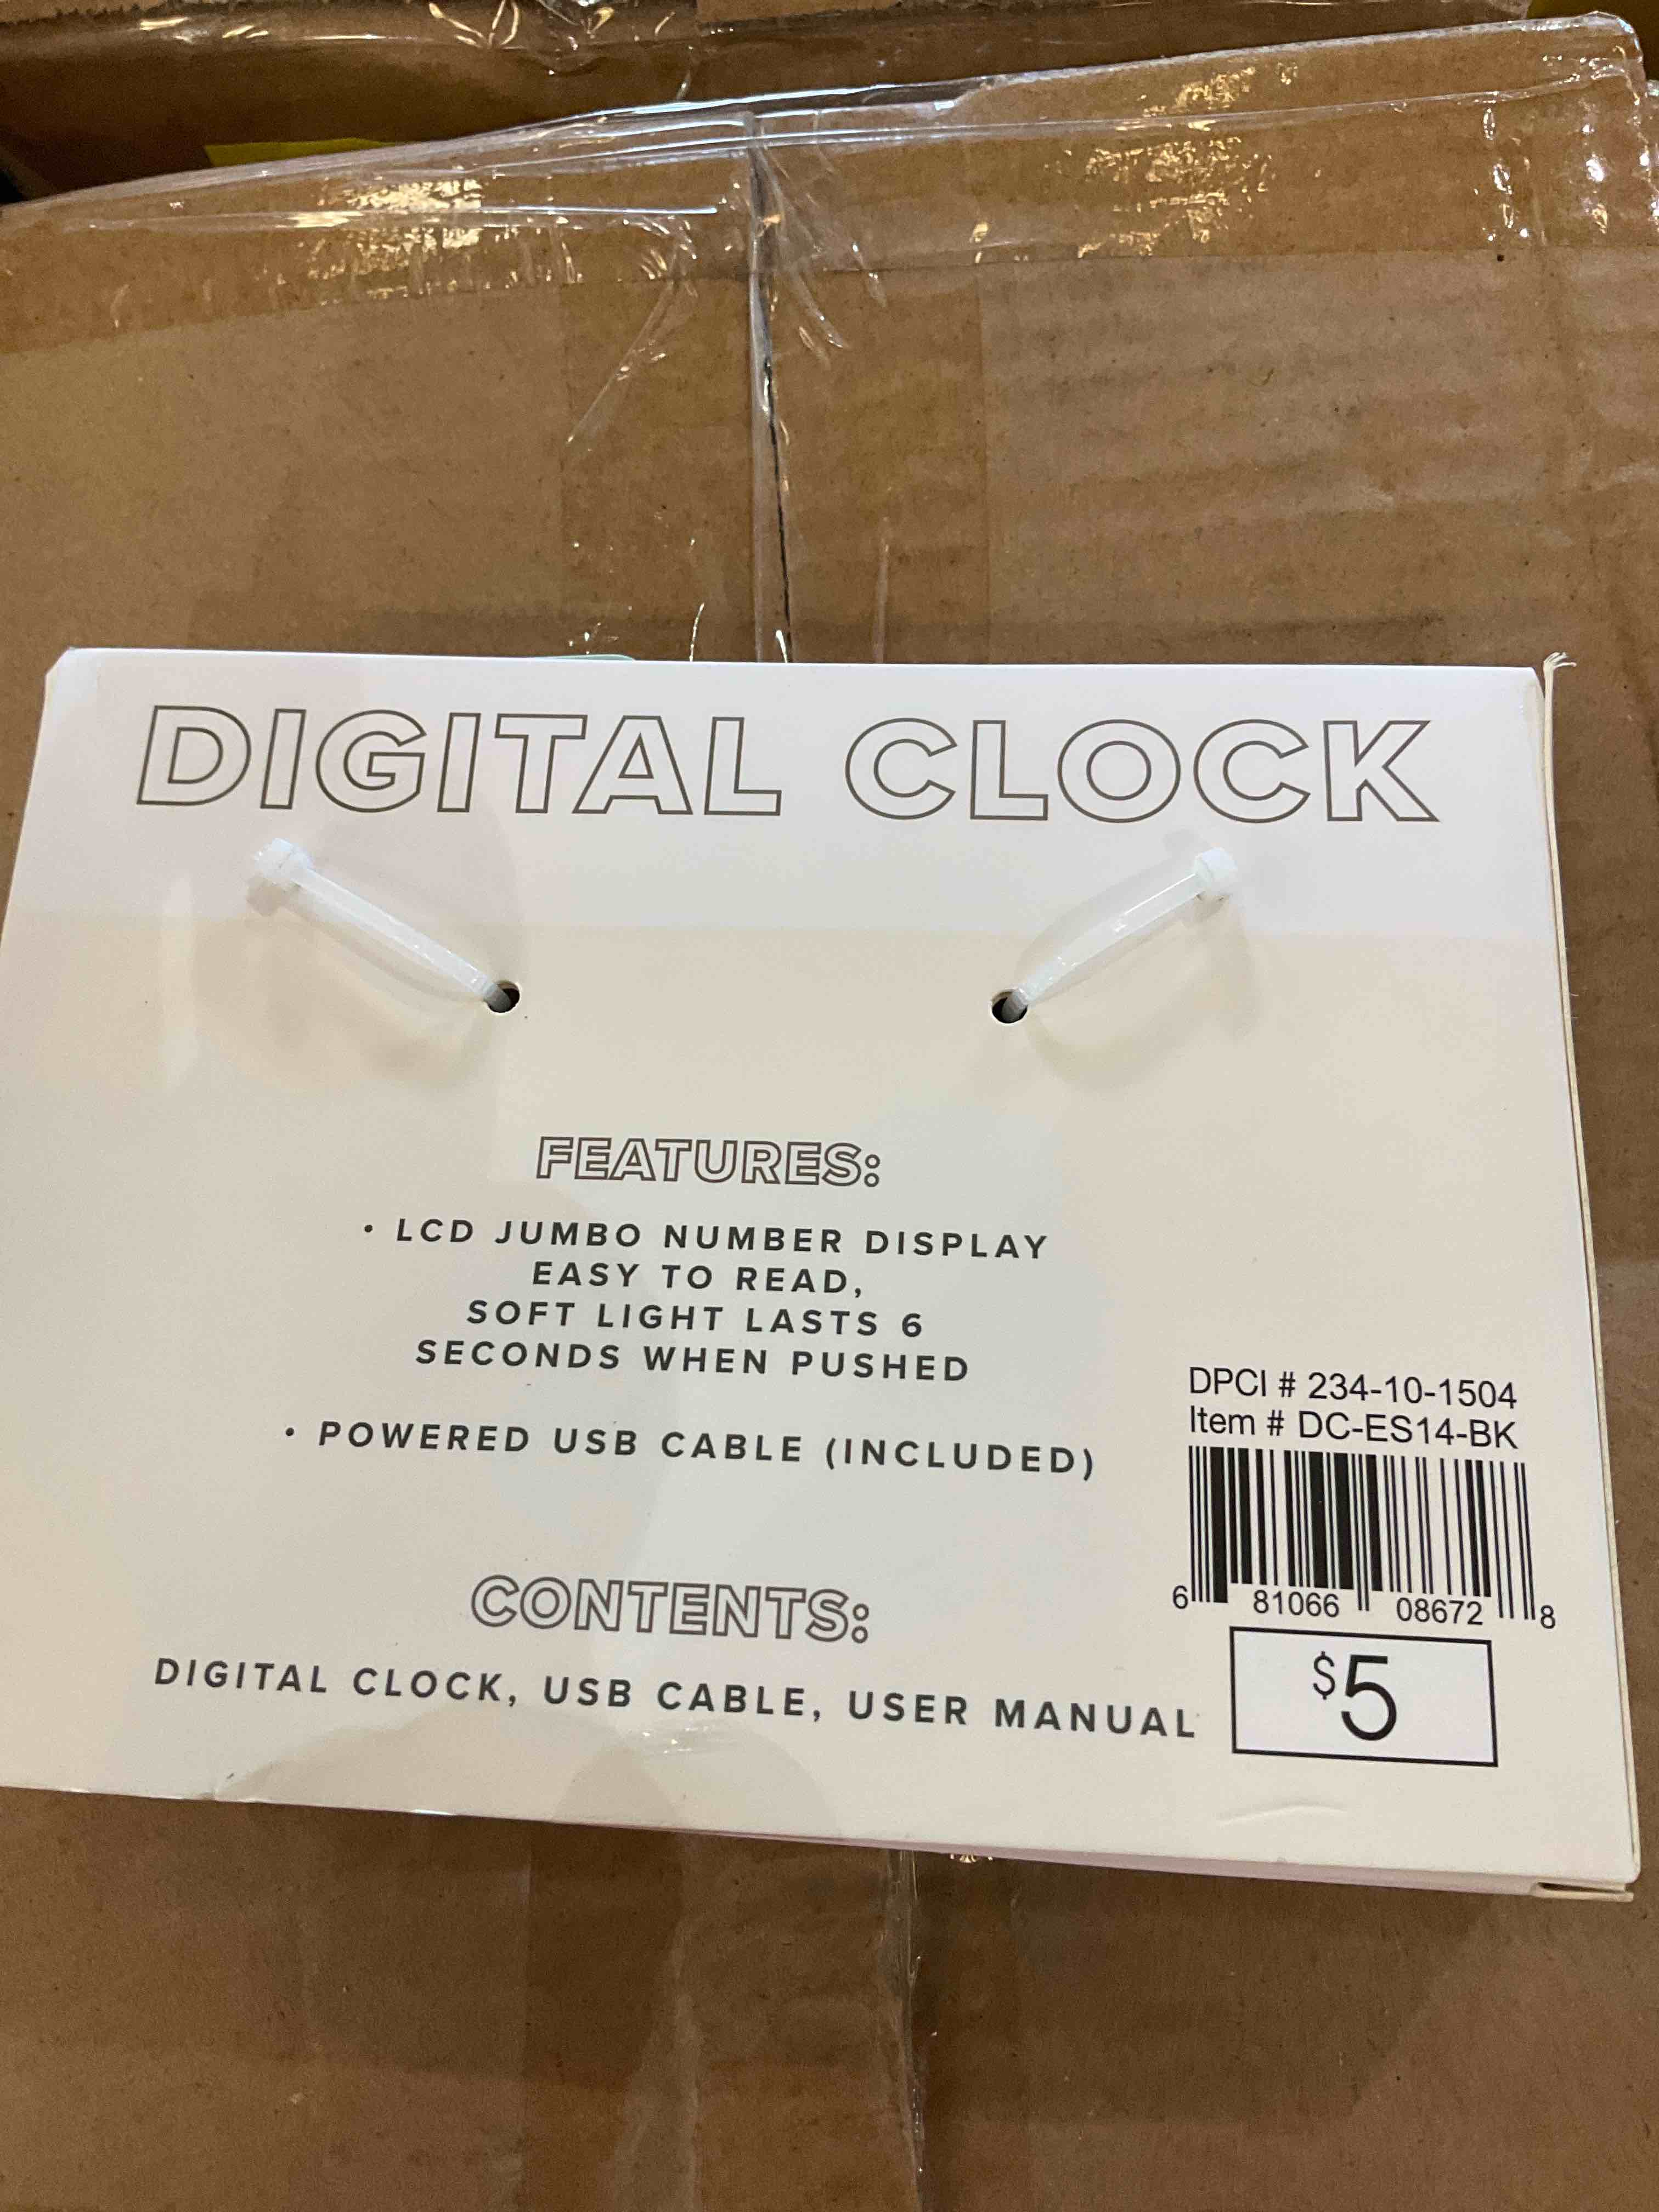 DIGITAL CLOCK
FEATURES:
• LCD JUMBO NUMBER DISPLAY
EASY TO READ,
SOFT LIGHT LASTS 6
SECONDS WHEN PUSHED
• POWERED USB CABLE (INCLUDED)
CONTENTS:
DIGITAL CLOCK, USB CABLE, USER MANUAL
DPCI # 234-10-1504
Item # DC-ES14-BK
6 81066 08672 8
$5